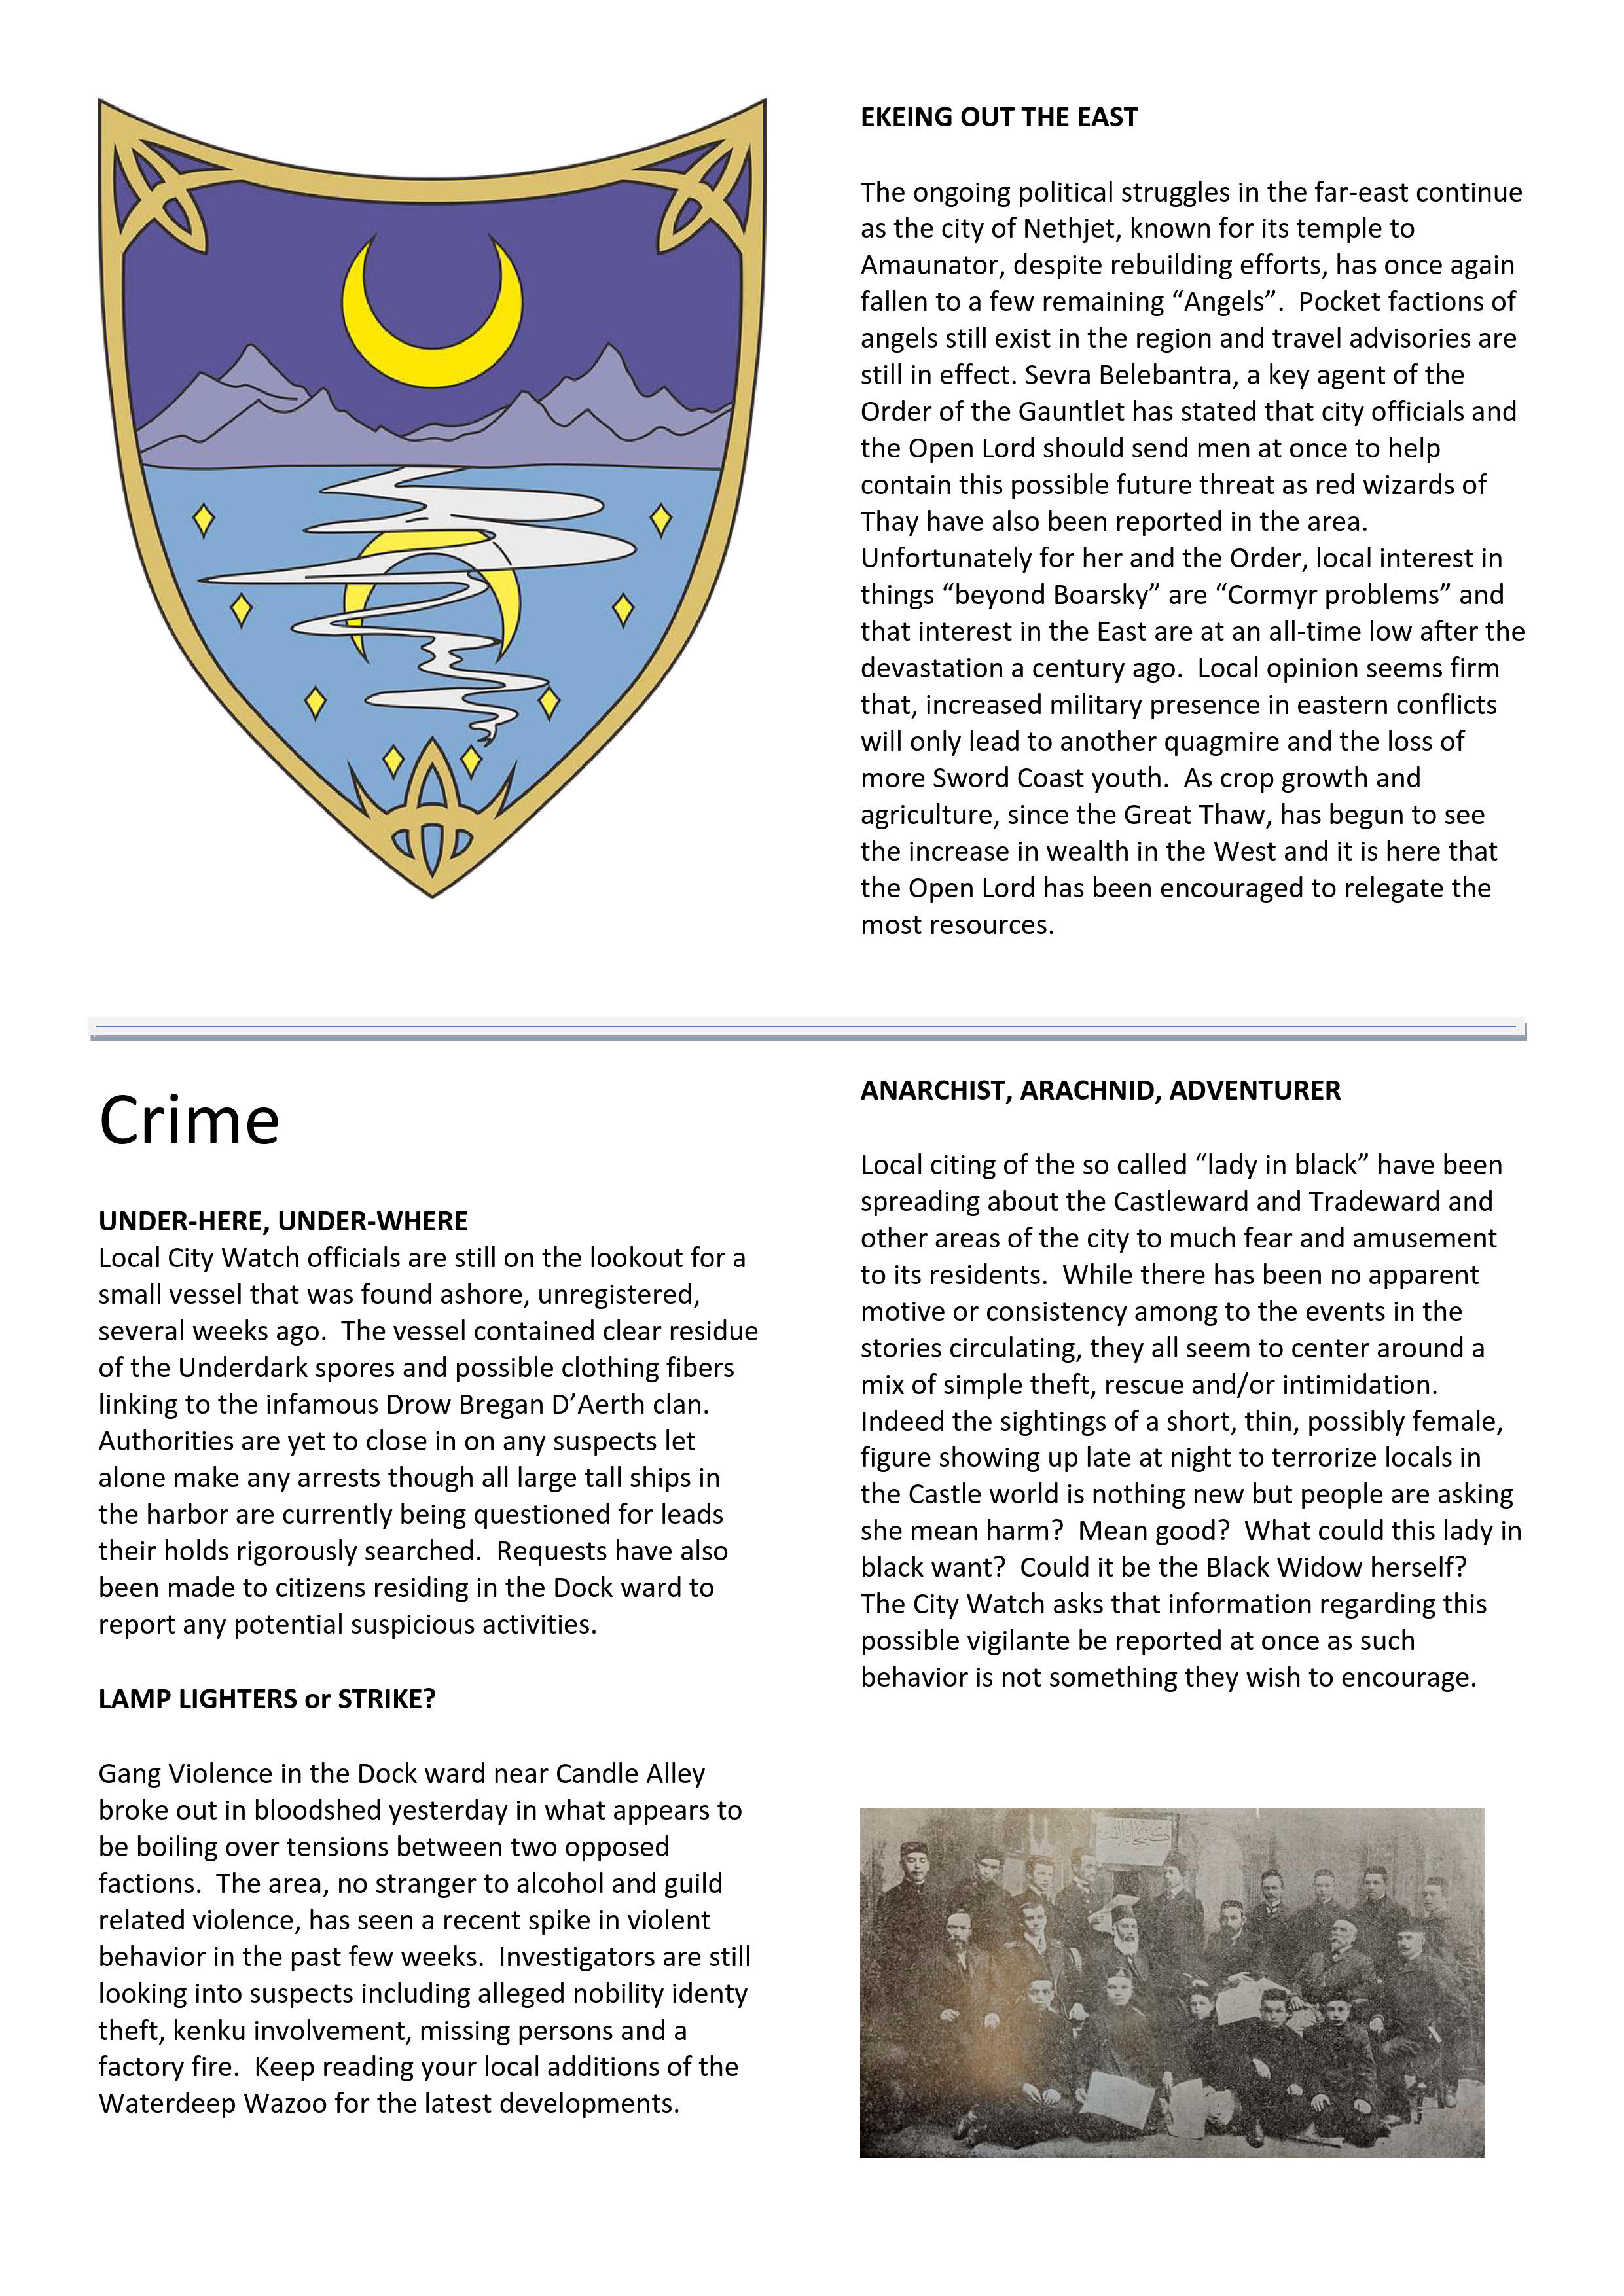 EKEING OUT THE EAST
The ongoing political struggles in the far-east continue
as the city of Nethjet, known for its temple to
Amaunator, despite rebuilding efforts, has once again
fallen to a few remaining “Angels”.  Pocket factions of
angels still exist in the region and travel advisories are
still in effect. Sevra Belebantra, a key agent of the
Order of the Gauntlet has stated that city officials and
the Open Lord should send men at once to help
contain this possible future threat as red wizards of
Thay have also been reported in the area.
Unfortunately for her and the Order, local interest in
things “beyond Boarsky” are “Cormyr problems” and
that interest in the East are at an all-time low after the
devastation a century ago.  Local opinion seems firm
that, increased military presence in eastern conflicts
will only lead to another quagmire and the loss of
more Sword Coast youth.  As crop growth and
agriculture, since the Great Thaw, has begun to see
the increase in wealth in the West and it is here that
the Open Lord has been encouraged to relegate the
most resources.
Crime
UNDER-HERE, UNDER-WHERE
Local City Watch officials are still on the lookout for a
small vessel that was found ashore, unregistered,
several weeks ago.  The vessel contained clear residue
of the Underdark spores and possible clothing fibers
linking to the infamous Drow Bregan D’Aerth clan.
Authorities are yet to close in on any suspects let
alone make any arrests though all large tall ships in
the harbor are currently being questioned for leads
their holds rigorously searched.  Requests have also
been made to citizens residing in the Dock ward to
report any potential suspicious activities.
LAMP LIGHTERS or STRIKE?
Gang Violence in the Dock ward near Candle Alley
broke out in bloodshed yesterday in what appears to
be boiling over tensions between two opposed
factions.  The area, no stranger to alcohol and guild
related violence, has seen a recent spike in violent
behavior in the past few weeks.  Investigators are still
looking into suspects including alleged nobility identy
theft, kenku involvement, missing persons and a
factory fire.  Keep reading your local additions of the
Waterdeep Wazoo for the latest developments.
ANARCHIST, ARACHNID, ADVENTURER
Local citing of the so called “lady in black” have been
spreading about the Castleward and Tradeward and
other areas of the city to much fear and amusement
to its residents.  While there has been no apparent
motive or consistency among to the events in the
stories circulating, they all seem to center around a
mix of simple theft, rescue and/or intimidation.
Indeed the sightings of a short, thin, possibly female,
figure showing up late at night to terrorize locals in
the Castle world is nothing new but people are asking
she mean harm?  Mean good?  What could this lady in
black want?  Could it be the Black Widow herself?
The City Watch asks that information regarding this
possible vigilante be reported at once as such
behavior is not something they wish to encourage.